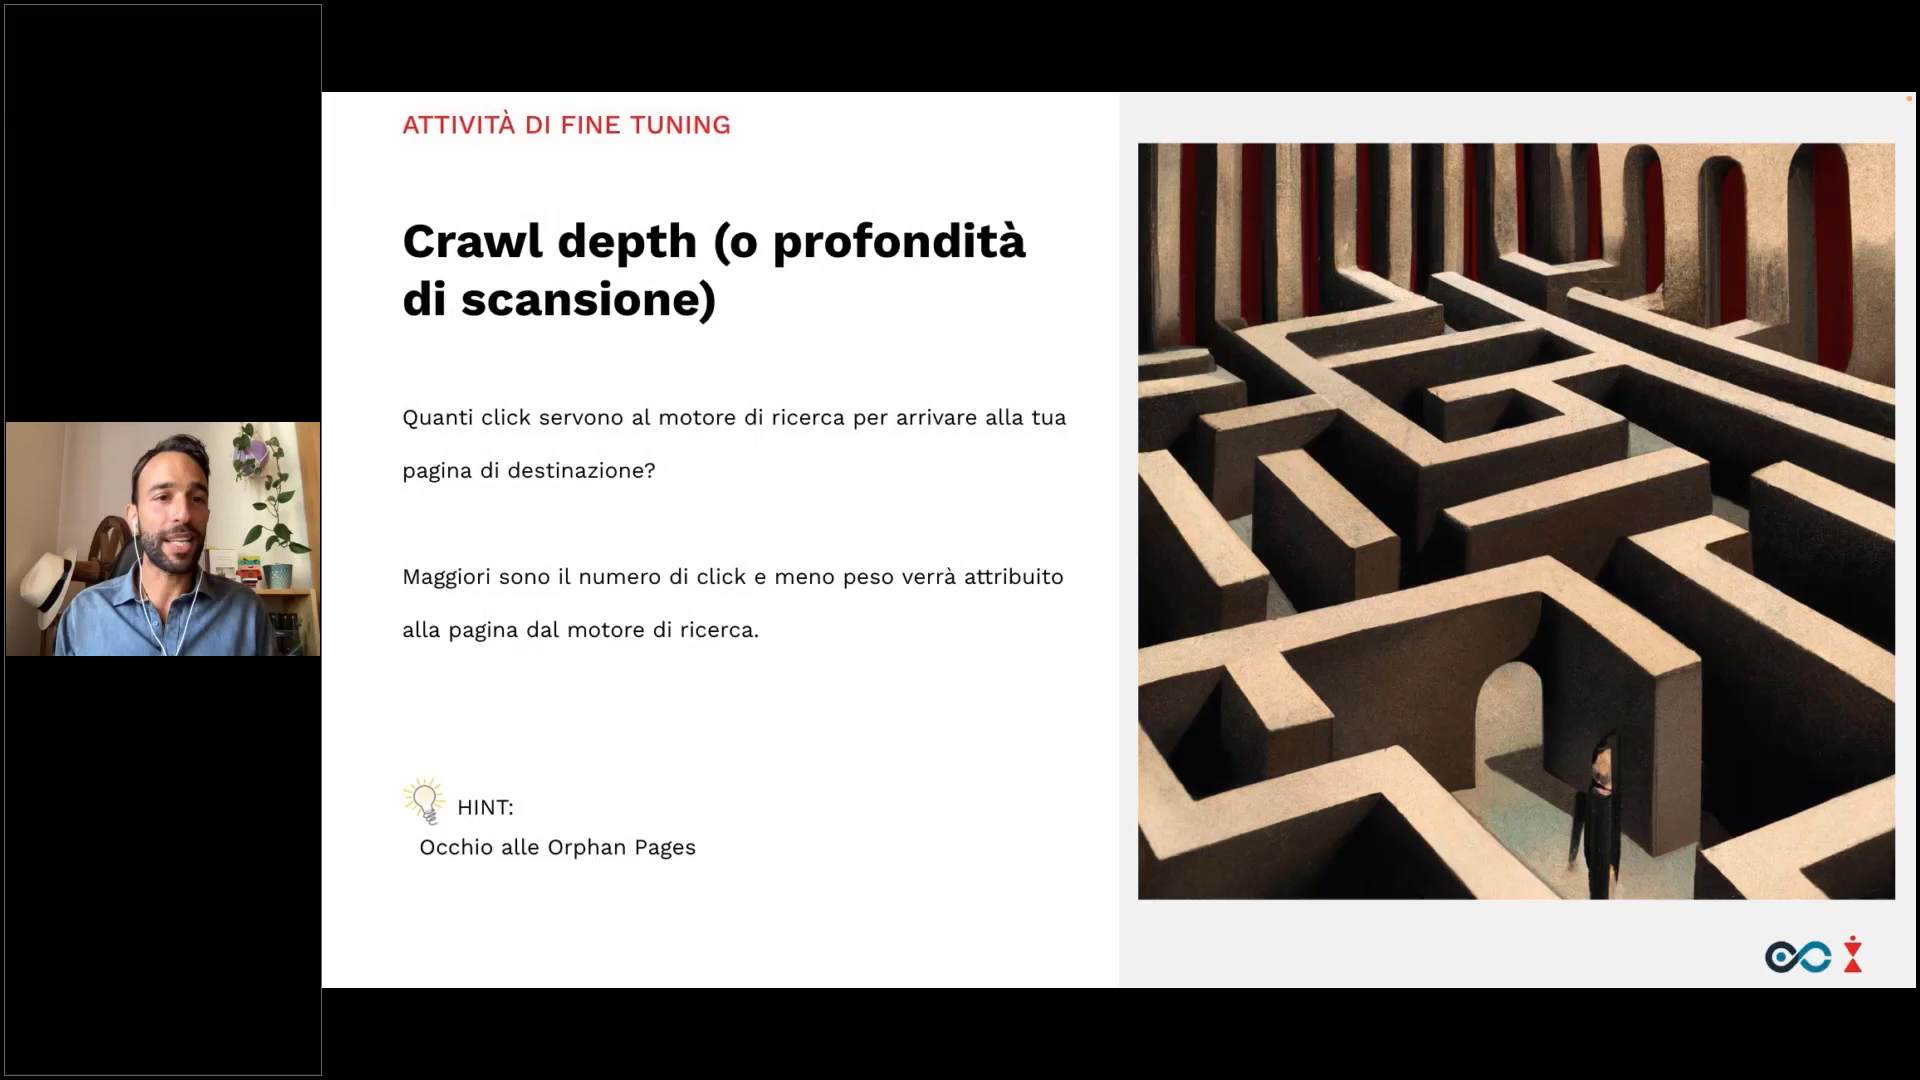 ATTIVITÀ DI FINE TUNING
Crawl depth (o profondità
di scansione)
Quanti click servono al motore di ricerca per arrivare alla tua
pagina di destinazione?
Maggiori sono il numero di click e meno peso verrà attribuito
alla pagina dal motore di ricerca.
HINT:
Occhio alle Orphan Pages